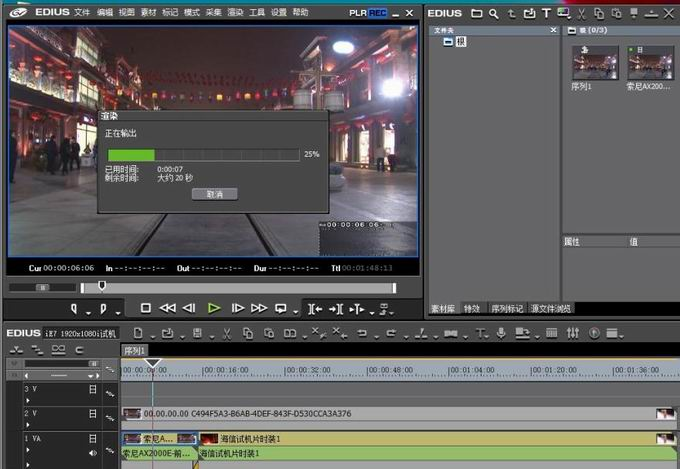 EDIUS 文件 编辑 视图 素材 标记 模式 采集 渲染 工具 设置 帮助 PLR REC
EDIUS
文件夹
根
根 (0/3)
序列1
索尼AX200...
渲染
正在输出
25%
已用时间: 0:00:07
剩余时间: 大约 20 秒
取消
00:00:06:06
属性 值
Cur 00:00:06:06 In --:--:--:-- Out --:--:--:-- Dur --:--:--:-- Ttl 00:01:48:13
素材库 特效 序列标记 源文件浏览
EDIUS iE7 1920x1080i试机
序列1
00:00:00:00 00:00:16:00 00:00:32:00 00:00:48:00 00:01:04:00 00:01:20:00 00:01:36:00
3 V
2 V
00.00.00.00 C494F5A3-B6AB-4DEF-843F-D530CCA3A376
1 VA
索尼A...
海信试机片时装1
索尼AX2000E-前...
海信试机片时装1